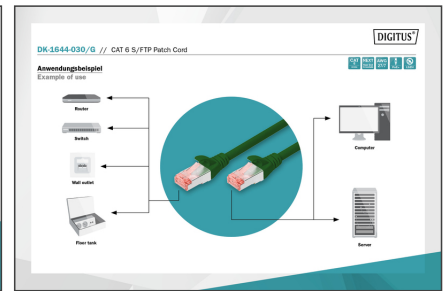 DIGITUS®
DK-1644-030/G // CAT 6 S/FTP Patch Cord
Anwendungsbeispiel
Example of use
Router
Switch
Wall outlet
Floor tank
Computer
Server